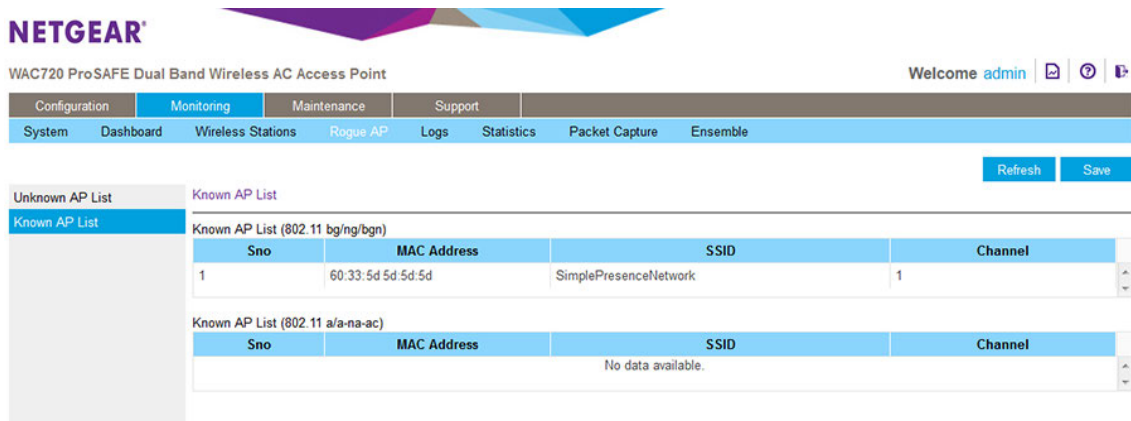 NETGEAR®
WAC720 ProSAFE Dual Band Wireless AC Access Point
Welcome admin
Configuration Monitoring Maintenance Support
System Dashboard Wireless Stations Rogue AP Logs Statistics Packet Capture Ensemble
Refresh Save
Unknown AP List
Known AP List
Known AP List
Known AP List (802.11 bg/ng/bgn)
Sno MAC Address SSID Channel
1 60:33:5d:5d:5d:5d SimplePresenceNetwork 1
Known AP List (802.11 a/a-na-ac)
Sno MAC Address SSID Channel
No data available.